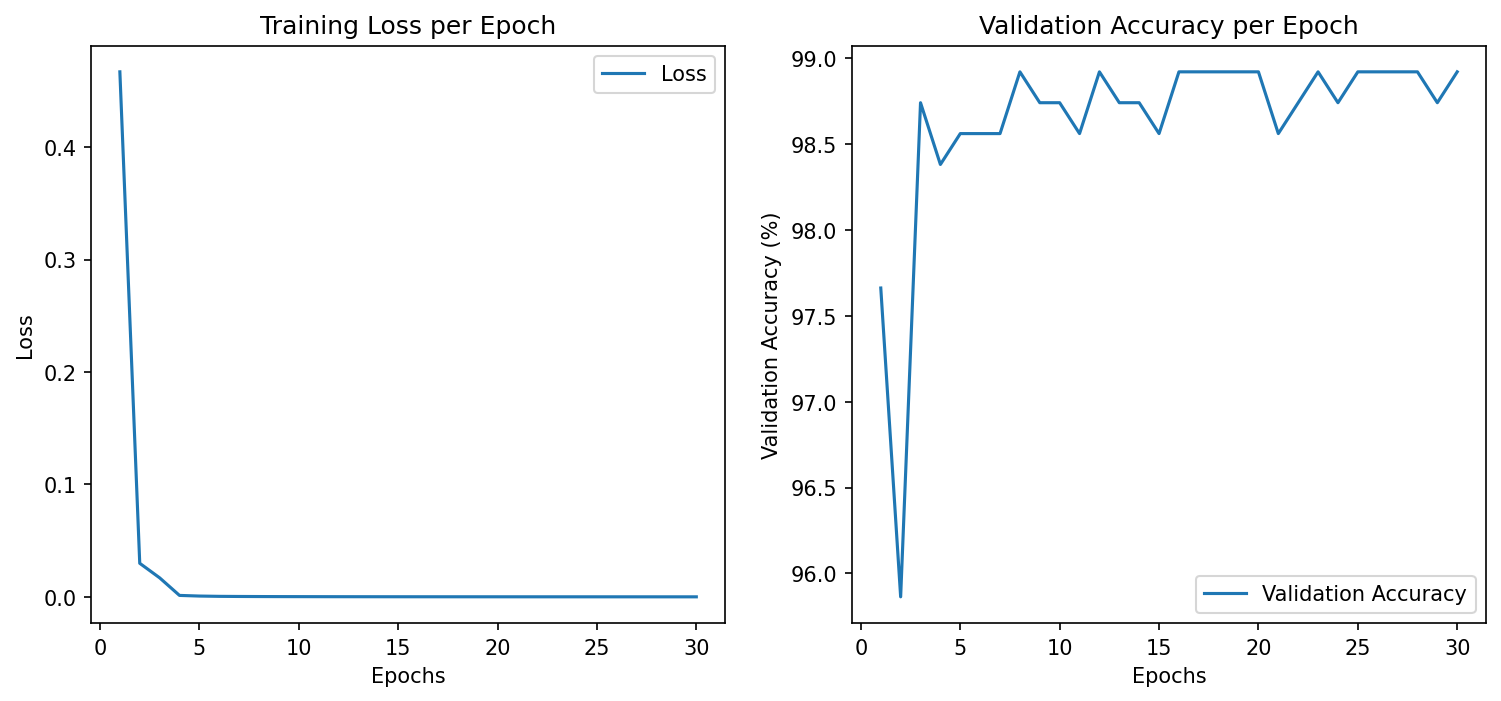 Training Loss per Epoch
Loss
0.4
0.3
0.2
0.1
0.0
Loss
0 5 10 15 20 25 30
Epochs
Validation Accuracy per Epoch
99.0
98.5
98.0
97.5
97.0
96.5
96.0
Validation Accuracy (%)
Validation Accuracy
0 5 10 15 20 25 30
Epochs